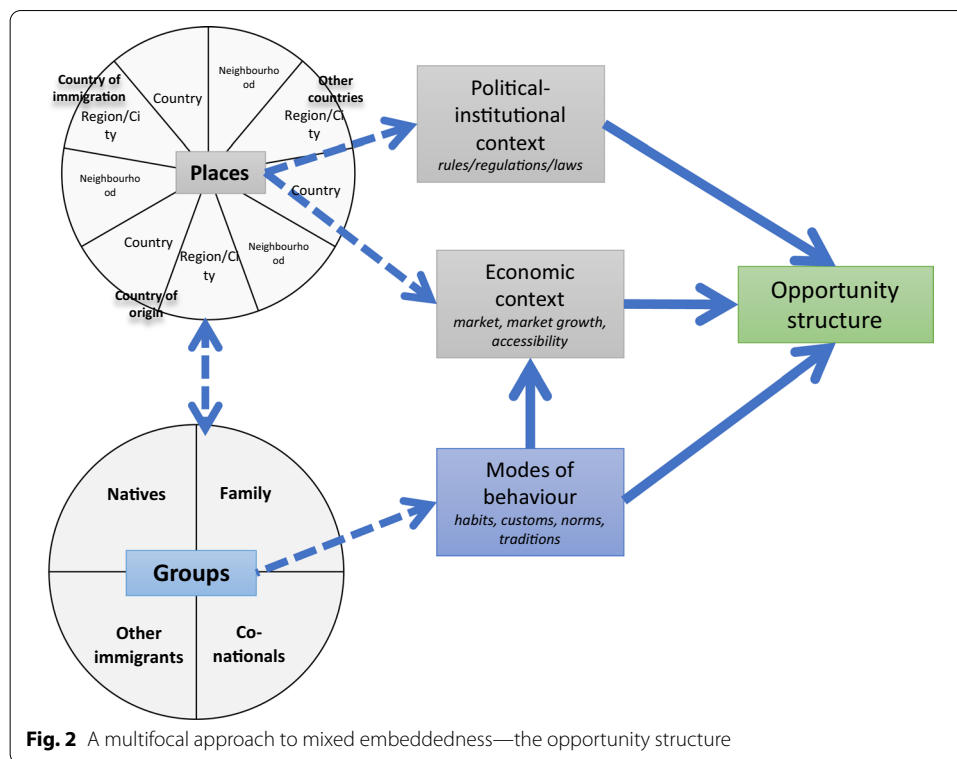 Neighbourho
od
Country of
immigration
Country
Other
countries
Region/Ci
ty
Region/Ci
ty
Places
Neighbourho
od
Country
Country
Region/Ci
ty
Neighbourho
od
Country of
origin
Political-
institutional
context
rules/regulations/laws
Economic
context
market, market growth,
accessibility
Opportunity
structure
Natives
Family
Groups
Other
immigrants
Co-
nationals
Modes of
behaviour
habits, customs, norms,
traditions
Fig. 2 A multifocal approach to mixed embeddedness—the opportunity structure